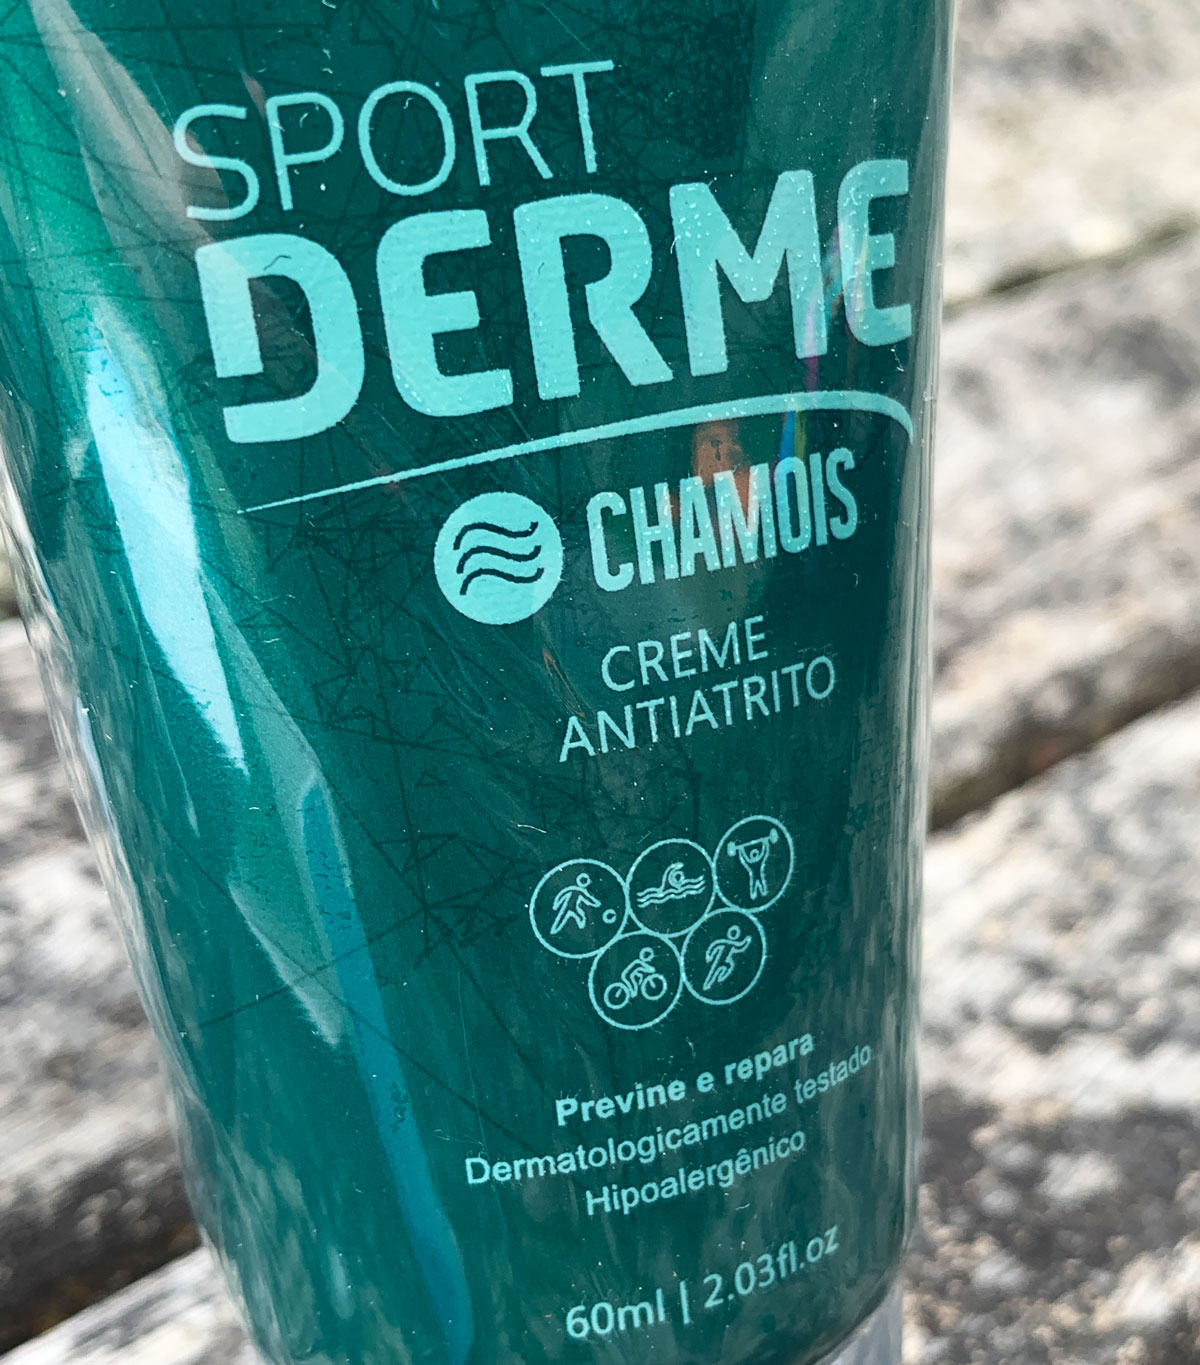 SPORT
DERME
CHAMOIS
CREME
ANTIATRITO
Previne e repara
Dermatologicamente testado
Hipoalergênico
60ml | 2.03fl.oz